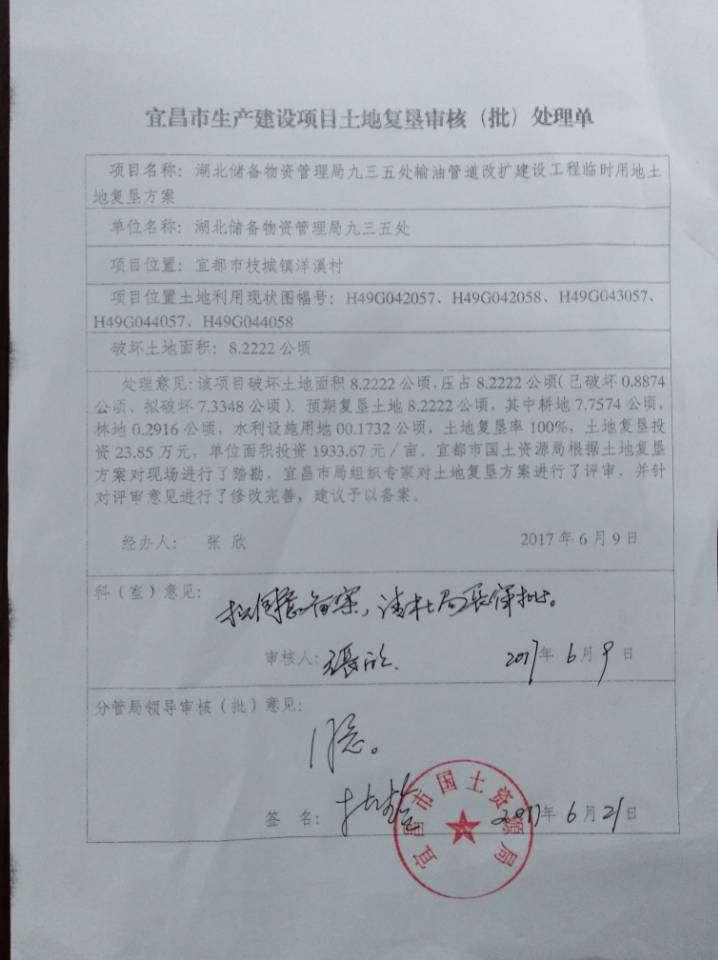 宜昌市生产建设项目土地复垦审核（批）处理单
项目名称：湖北储备物资管理局九三五处输油管道改扩建设工程临时用地土
地复垦方案
单位名称：湖北储备物资管理局九三五处
项目位置：宜都市枝城镇洋溪村
项目位置土地利用现状图幅号：H49G042057、H49G042058、H49G043057、
H49G044057、H49G044058
破坏土地面积：8.2222 公顷
处理意见：该项目破坏土地面积 8.2222 公顷，压占 8.2222 公顷（已破坏 0.8874
公顷、拟破坏 7.3348 公顷）、预期复垦土地 8.2222 公顷，其中耕地 7.7574 公顷，
林地 0.2916 公顷，水利设施用地 00.1732 公顷，土地复垦率 100%，土地复垦投
资 23.85 万元，单位面积投资 1933.67 元／亩。宜都市国土资源局根据土地复垦
方案对现场进行了踏勘，宜昌市局组织专家对土地复垦方案进行了评审，并针
对评审意见进行了修改完善，建议予以备案。
经办人：张欣 2017 年 6 月 9 日
科（室）意见：
拟同意备案，请杜局长审批。
审核人：张欣 2017年 6 月 9 日
分管局领导审核（批）意见：
同意。
签名： 2017年 6 月 21日
宜昌市国土资源局